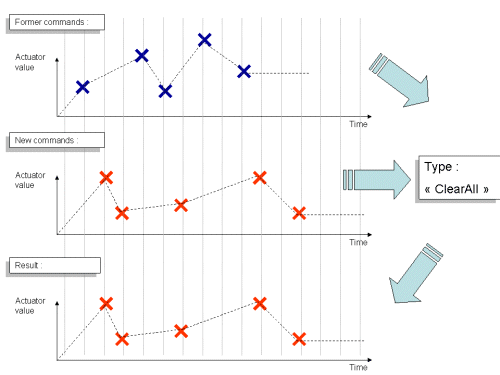 Former commands :
Actuator
value
Time
New commands :
Actuator
value
Time
Type :
« ClearAll »
Result :
Actuator
value
Time